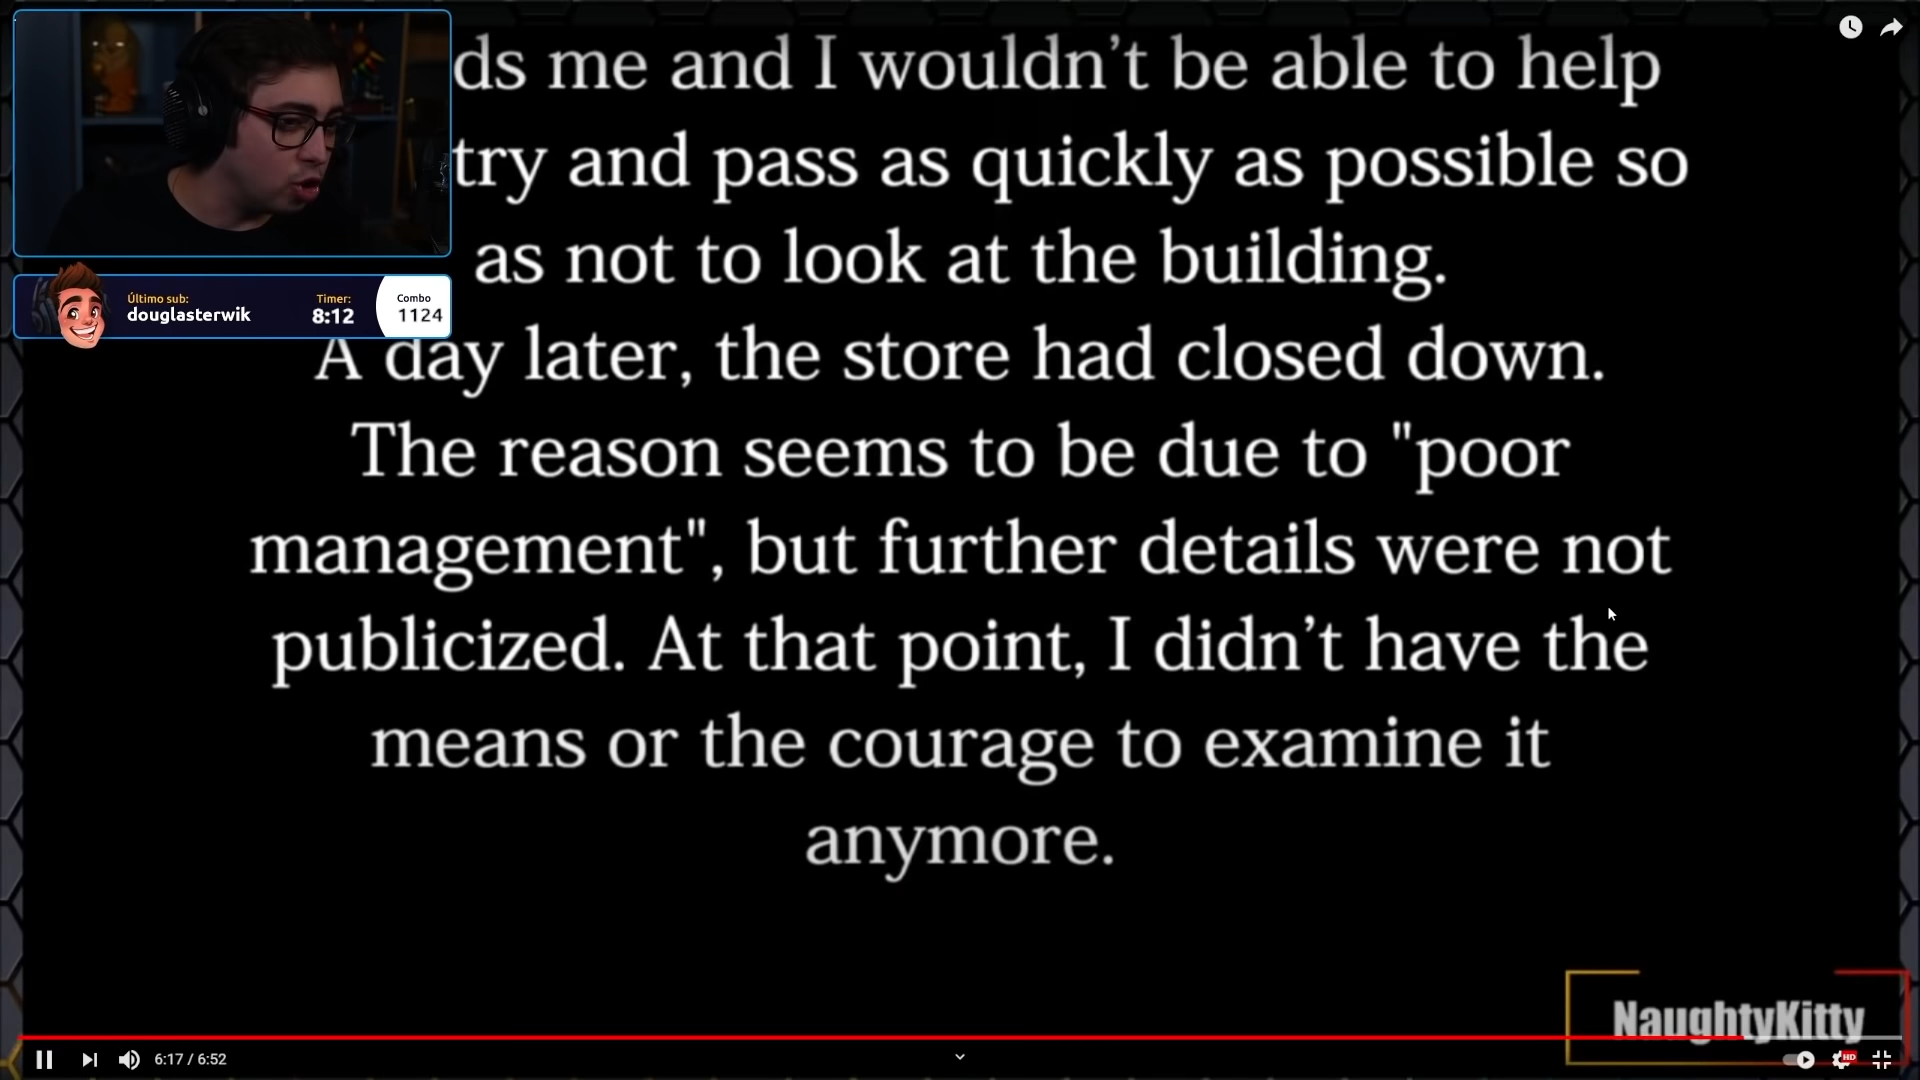 ds me and I wouldn’t be able to help
try and pass as quickly as possible so
as not to look at the building.
Último sub:
douglasterwik
Timer:
8:12
Combo
1124
A day later, the store had closed down.
The reason seems to be due to "poor
management", but further details were not
publicized. At that point, I didn’t have the
means or the courage to examine it
anymore.
NaughtyKitty
6:17 / 6:52
HD